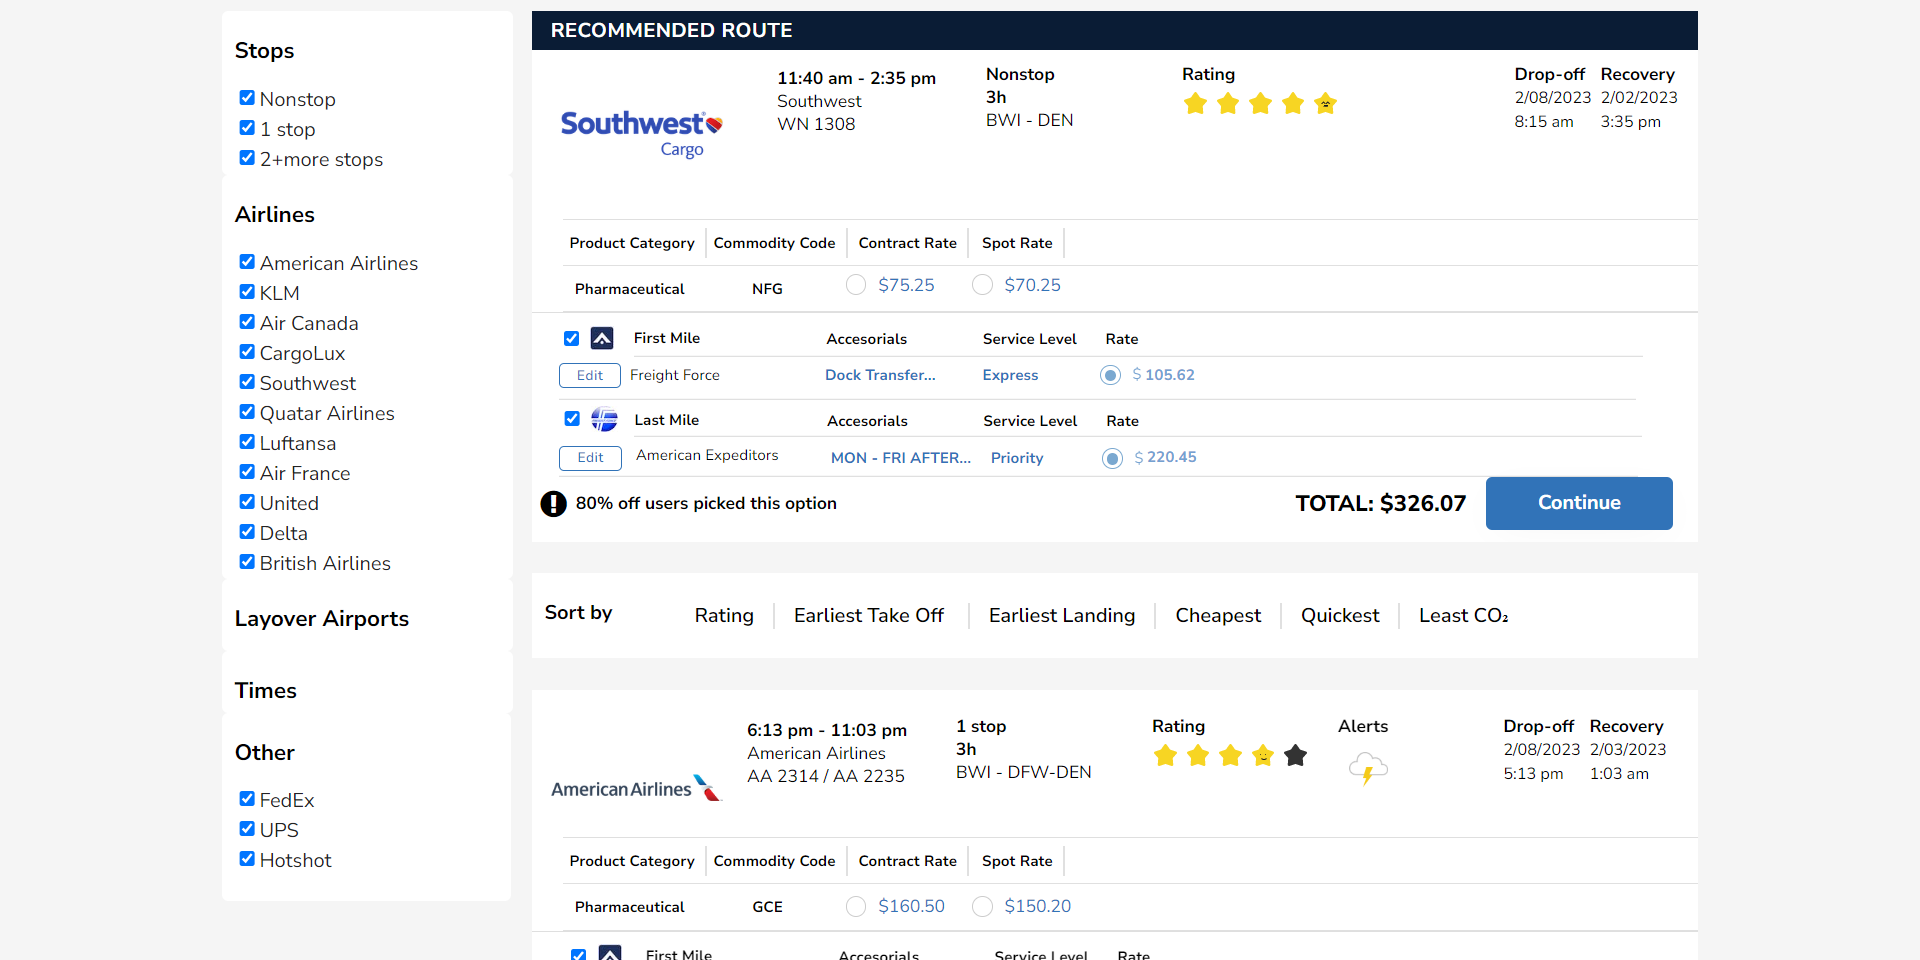 Stops
Nonstop
1 stop
2+more stops
Airlines
American Airlines
KLM
Air Canada
CargoLux
Southwest
Quatar Airlines
Luftansa
Air France
United
Delta
British Airlines
Layover Airports
Times
Other
FedEx
UPS
Hotshot
RECOMMENDED ROUTE
Southwest
Cargo
11:40 am - 2:35 pm
Southwest
WN 1308
Nonstop
3h
BWI - DEN
Rating
Drop-off Recovery
2/08/2023 2/02/2023
8:15 am 3:35 pm
Product Category Commodity Code Contract Rate Spot Rate
Pharmaceutical NFG $75.25 $70.25
First Mile Accesorials Service Level Rate
Edit Freight Force Dock Transfer... Express $ 105.62
Last Mile Accesorials Service Level Rate
Edit American Expeditors MON - FRI AFTER... Priority $ 220.45
80% off users picked this option TOTAL: $326.07 Continue
Sort by Rating Earliest Take Off Earliest Landing Cheapest Quickest Least CO₂
American Airlines
6:13 pm - 11:03 pm
American Airlines
AA 2314 / AA 2235
1 stop
3h
BWI - DFW-DEN
Rating
Alerts
Drop-off Recovery
2/08/2023 2/03/2023
5:13 pm 1:03 am
Product Category Commodity Code Contract Rate Spot Rate
Pharmaceutical GCE $160.50 $150.20
First Mile Accesorials Service Level Rate